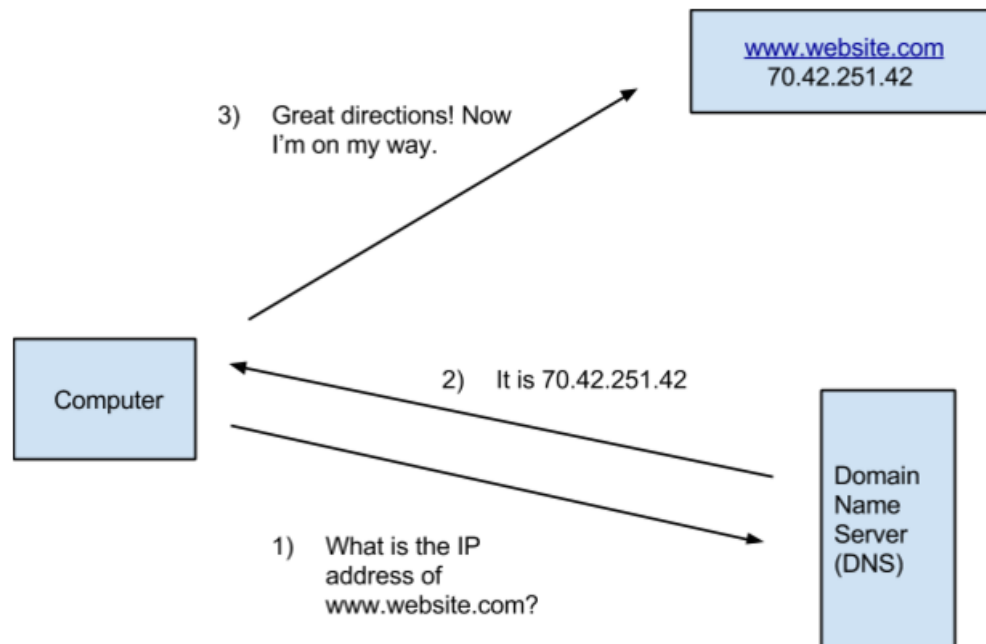 www.website.com
70.42.251.42
3) Great directions! Now
I'm on my way.
Computer
2) It is 70.42.251.42
Domain
Name
Server
(DNS)
1) What is the IP
address of
www.website.com?